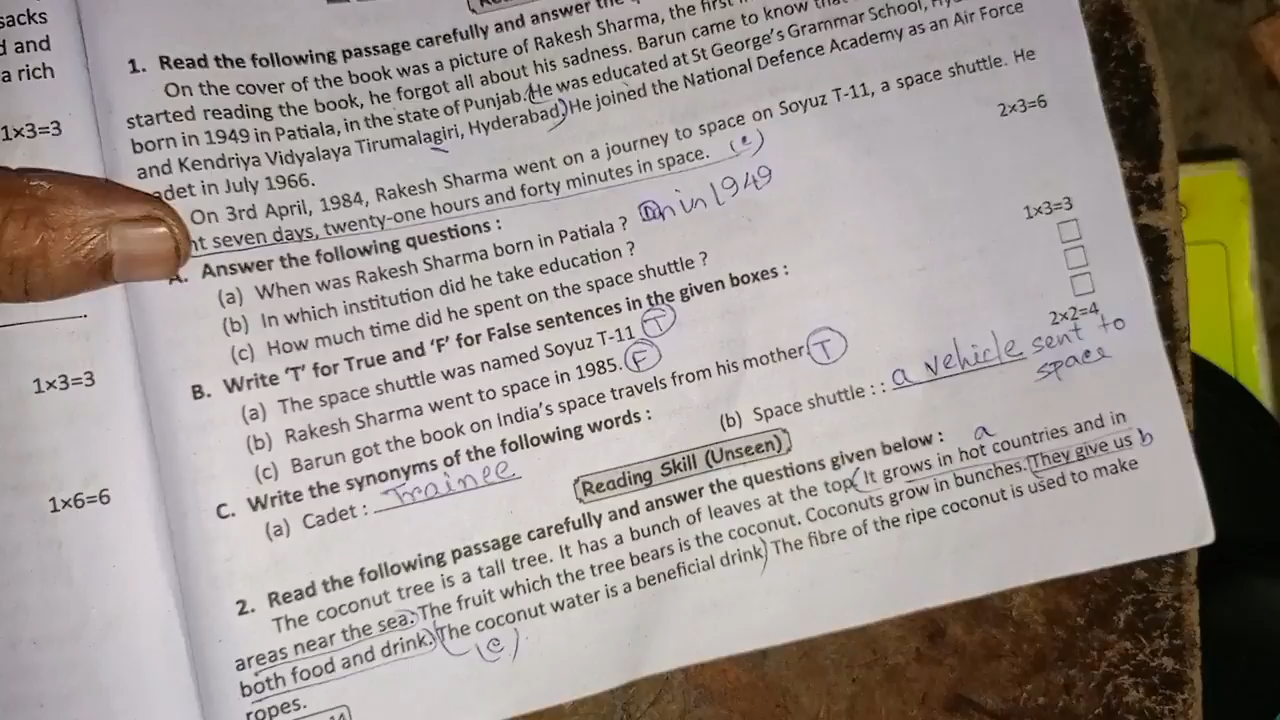 sacks
d and
a rich
1×3=3
1×3=3
1×6=6
1. Read the following passage carefully and answer the
On the cover of the book was a picture of Rakesh Sharma, the first
started reading the book, he forgot all about his sadness. Barun came to know
born in 1949 in Patiala, in the state of Punjab. He was educated at St George's Grammar School,
and Kendriya Vidyalaya Tirumalagiri, Hyderabad. He joined the National Defence Academy as an Air Force
adet in July 1966.
On 3rd April, 1984, Rakesh Sharma went on a journey to space on Soyuz T-11, a space shuttle. He
nt seven days, twenty-one hours and forty minutes in space.
2×3=6
A. Answer the following questions :
(a) When was Rakesh Sharma born in Patiala ? in 1949
(b) In which institution did he take education ?
(c) How much time did he spent on the space shuttle ?
B. Write 'T' for True and 'F' for False sentences in the given boxes : 1×3=3
(a) The space shuttle was named Soyuz T-11 T
(b) Rakesh Sharma went to space in 1985. F
(c) Barun got the book on India's space travels from his mother. T
C. Write the synonyms of the following words : 2×2=4
(a) Cadet : Trainee (b) Space shuttle : : a vehicle sent to
space
Reading Skill (Unseen)
2. Read the following passage carefully and answer the questions given below : a
The coconut tree is a tall tree. It has a bunch of leaves at the top. It grows in hot countries and in
areas near the sea. The fruit which the tree bears is the coconut. Coconuts grow in bunches. They give us b
both food and drink. The coconut water is a beneficial drink. The fibre of the ripe coconut is used to make
(c)
ropes.